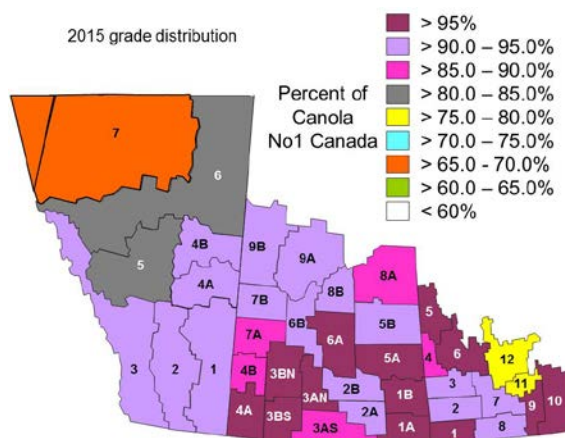 2015 grade distribution
Percent of
Canola
No1 Canada
> 95%
> 90.0 – 95.0%
> 85.0 – 90.0%
> 80.0 – 85.0%
> 75.0 – 80.0%
> 70.0 – 75.0%
> 65.0 - 70.0%
> 60.0 – 65.0%
< 60%
7
6
5
4B
4A
3
2
1
9B
9A
8A
7B
8B
6B
5B
7A
6A
5A
4B
3BN
3AN
2B
1B
4A
3BS
3AS
2A
1A
5
4
6
12
11
3
2
7
9
10
1
8